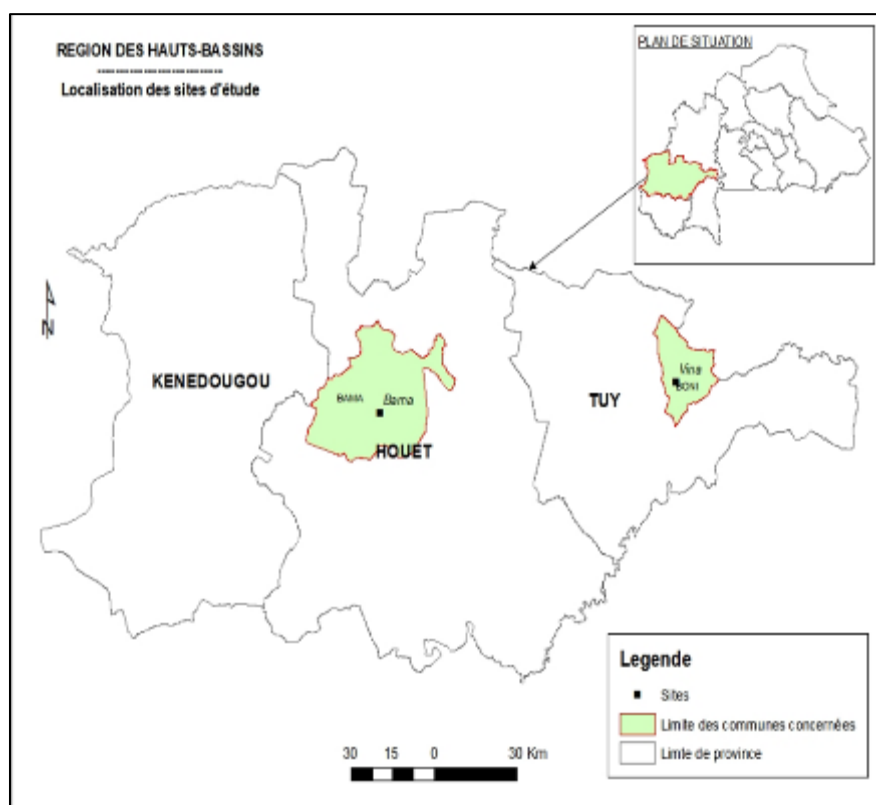 REGION DES HAUTS-BASSINS
-------------------------
Localisation des sites d'étude
PLAN DE SITUATION
N
KENEDOUGOU
BAMA
Bama
HOUET
TUY
Vina
BONI
Legende
Sites
Limite des communes concernées
Limte de province
30 15 0 30 Km